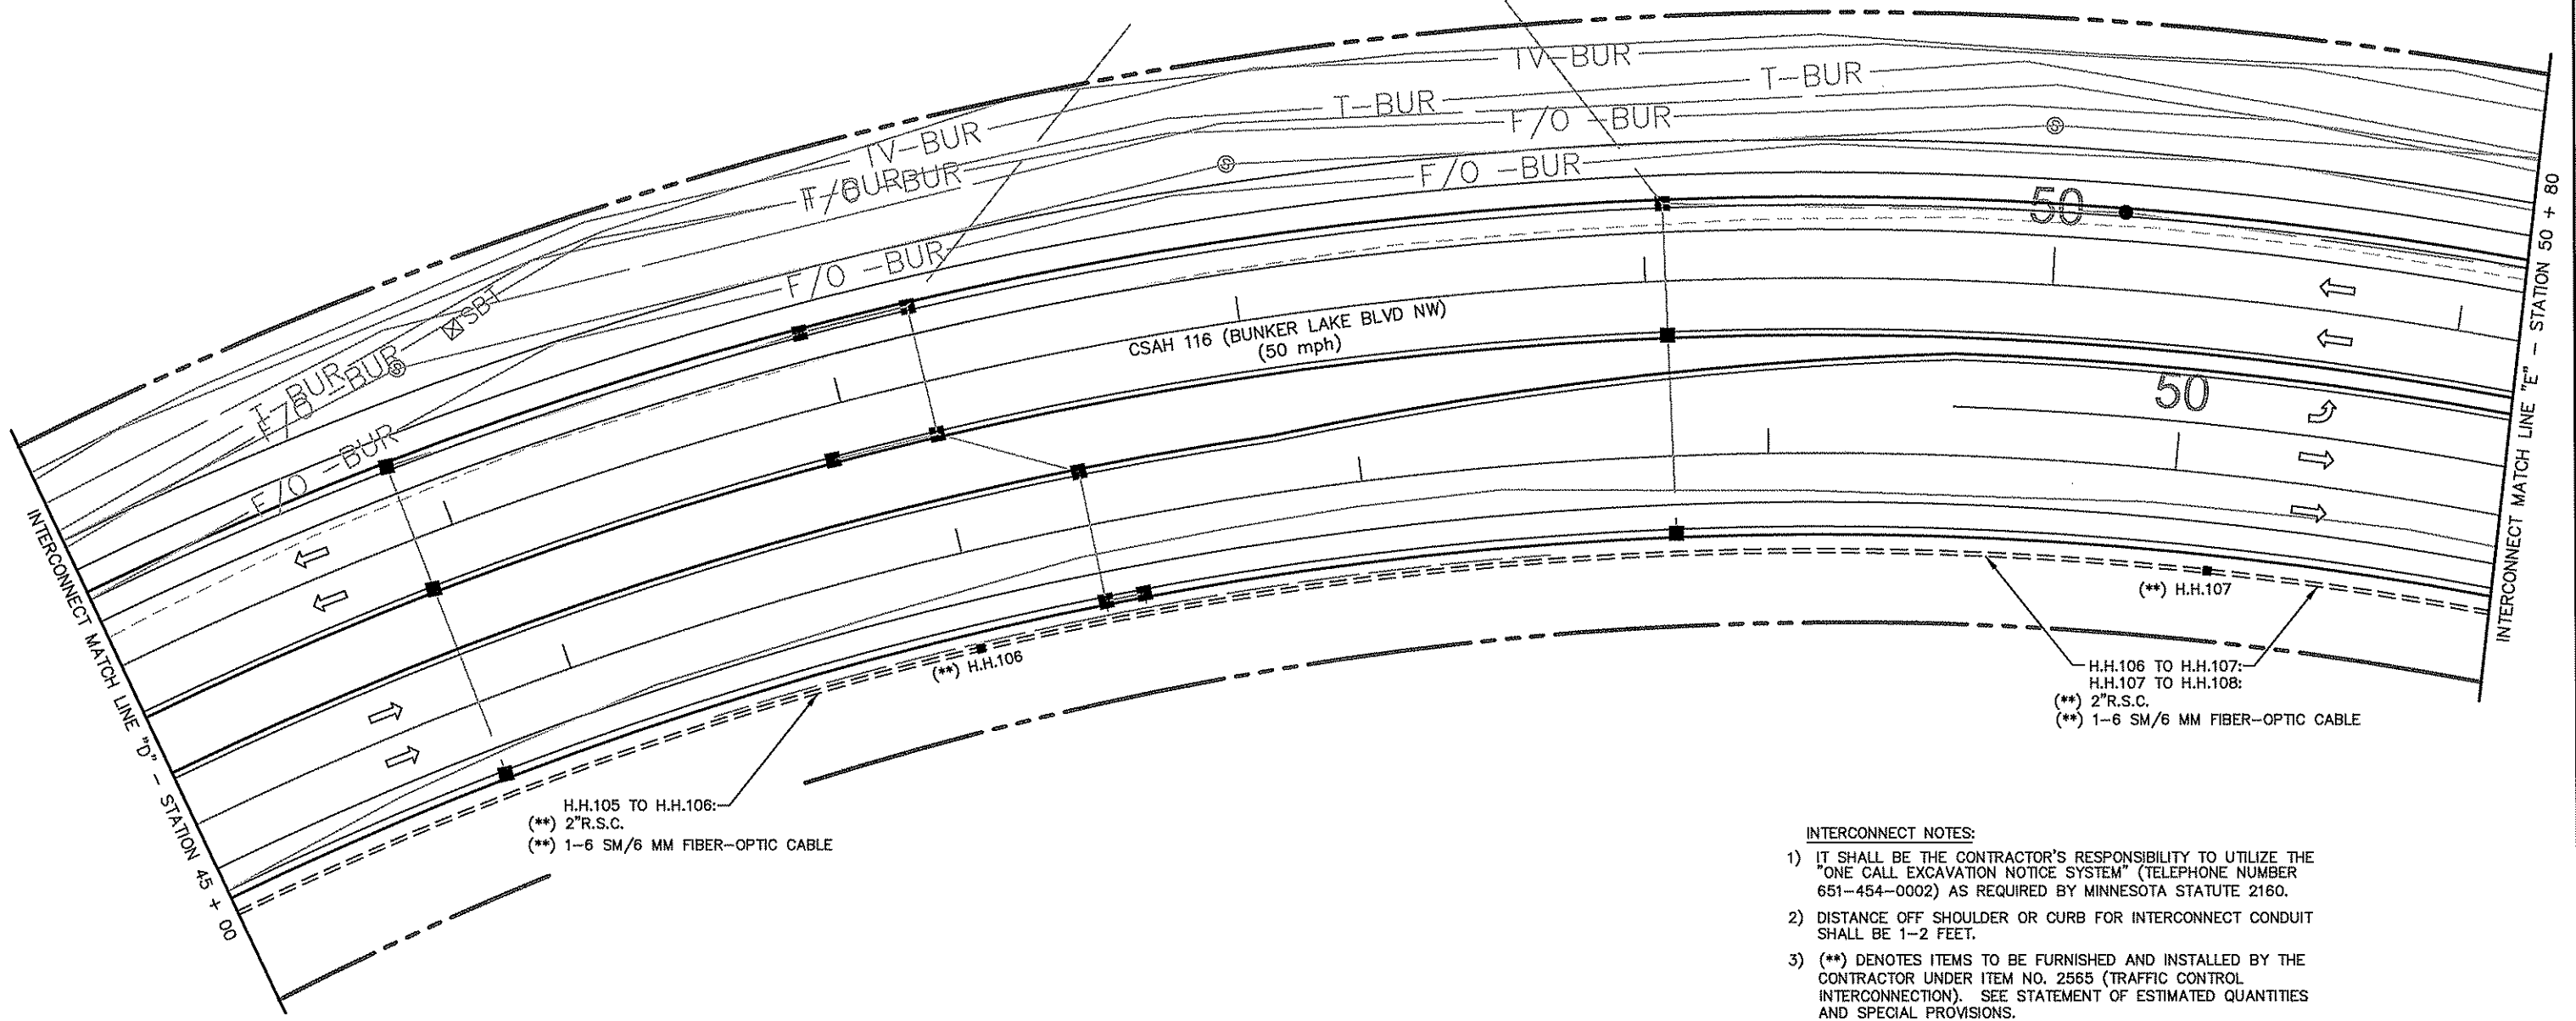 TV-BUR
T-BUR
T-BUR
F/O -BUR
TV-BUR
F/O -BUR
T-BUR
F/O -BUR
50
F/O -BUR
SBT
CSAH 116 (BUNKER LAKE BLVD NW)
(50 mph)
T-BUR
F/O -BUR
50
F/O -BUR
INTERCONNECT MATCH LINE "D" - STATION 45 + 00
INTERCONNECT MATCH LINE "E" - STATION 50 + 80
(**) H.H.107
(**) H.H.106
H.H.106 TO H.H.107:
H.H.107 TO H.H.108:
(**) 2"R.S.C.
(**) 1-6 SM/6 MM FIBER-OPTIC CABLE
H.H.105 TO H.H.106:
(**) 2"R.S.C.
(**) 1-6 SM/6 MM FIBER-OPTIC CABLE
INTERCONNECT NOTES:
1) IT SHALL BE THE CONTRACTOR'S RESPONSIBILITY TO UTILIZE THE
"ONE CALL EXCAVATION NOTICE SYSTEM" (TELEPHONE NUMBER
651-454-0002) AS REQUIRED BY MINNESOTA STATUTE 216D.
2) DISTANCE OFF SHOULDER OR CURB FOR INTERCONNECT CONDUIT
SHALL BE 1-2 FEET.
3) (**) DENOTES ITEMS TO BE FURNISHED AND INSTALLED BY THE
CONTRACTOR UNDER ITEM NO. 2565 (TRAFFIC CONTROL
INTERCONNECTION). SEE STATEMENT OF ESTIMATED QUANTITIES
AND SPECIAL PROVISIONS.